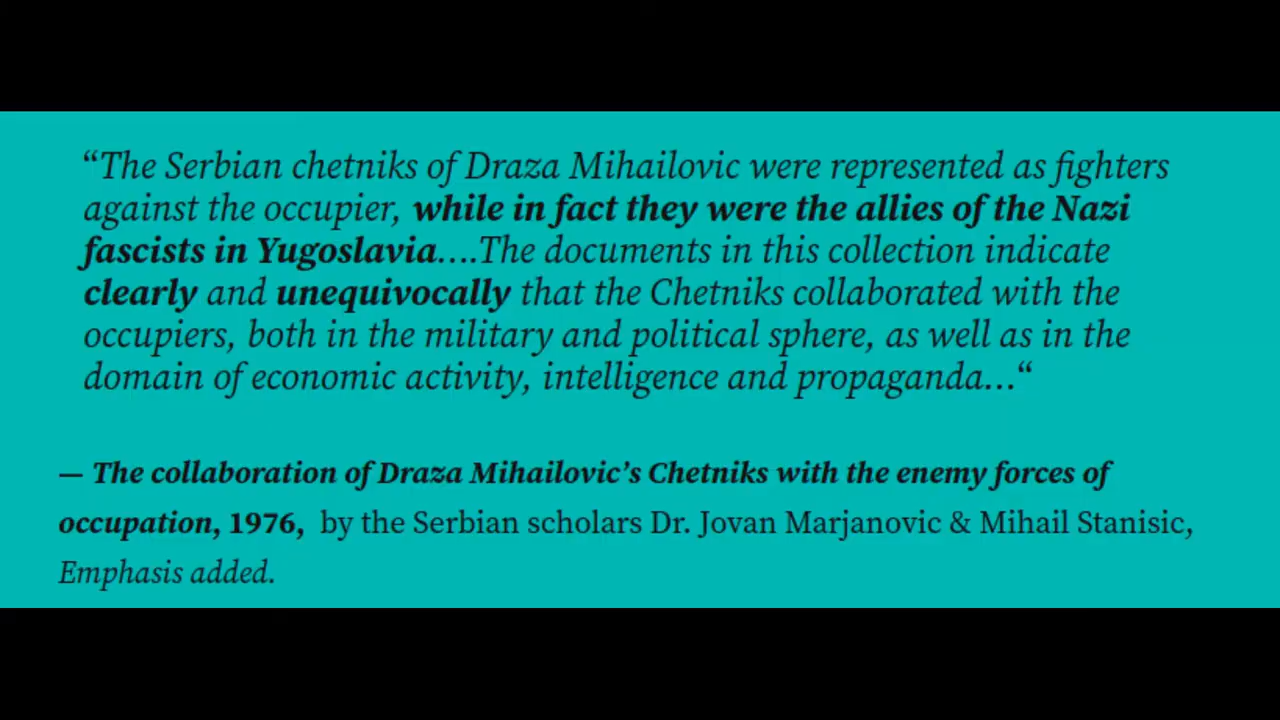 “The Serbian chetniks of Draza Mihailovic were represented as fighters
against the occupier, while in fact they were the allies of the Nazi
fascists in Yugoslavia….The documents in this collection indicate
clearly and unequivocally that the Chetniks collaborated with the
occupiers, both in the military and political sphere, as well as in the
domain of economic activity, intelligence and propaganda…“
— The collaboration of Draza Mihailovic’s Chetniks with the enemy forces of
occupation, 1976, by the Serbian scholars Dr. Jovan Marjanovic & Mihail Stanisic,
Emphasis added.